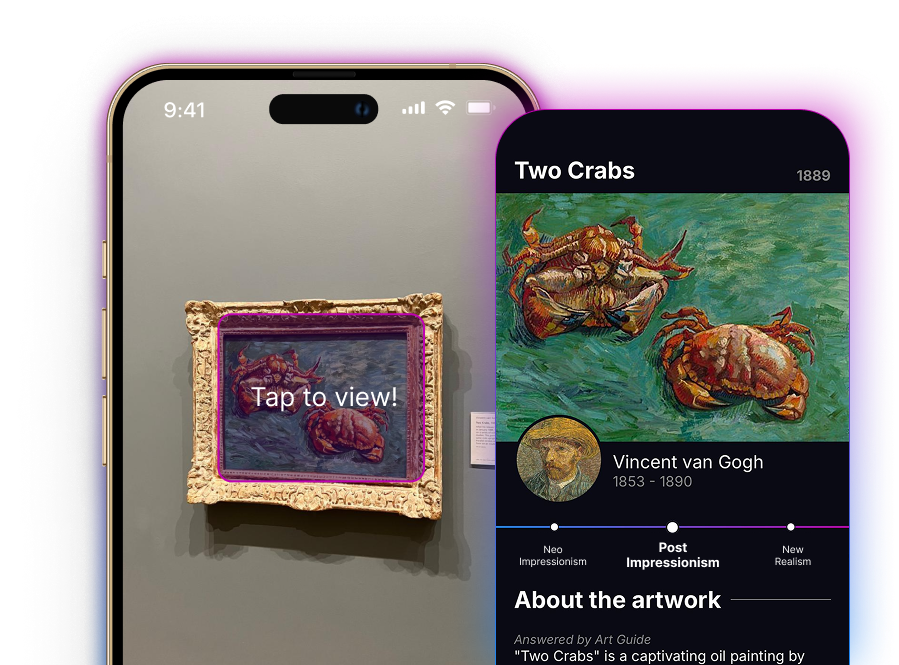 9:41
Tap to view!
Two Crabs
1889
Vincent van Gogh
1853 - 1890
Neo
Impressionism
Post
Impressionism
New
Realism
About the artwork
Answered by Art Guide
"Two Crabs" is a captivating oil painting by